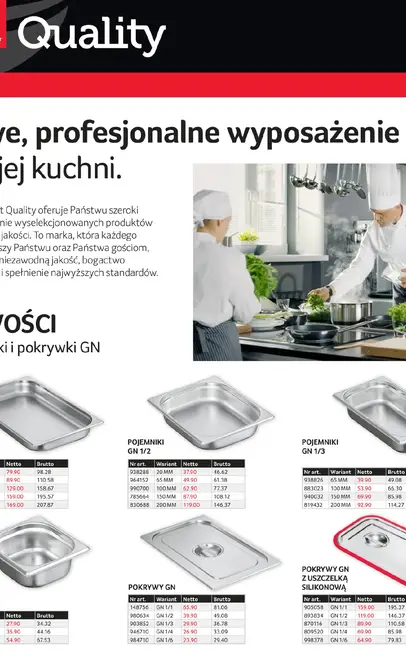 Quality
we, profesjonalne wyposażenie
jej kuchni.
t Quality oferuje Państwu szeroki
nie wyselekcjonowanych produktów
jakości. To marka, która każdego
szy Państwu oraz Państwa gościom,
niezawodną jakość, bogactwo
i spełnienie najwyższych standardów.
WOŚCI
ki i pokrywki GN
Netto Brutto
79.90 98.28
89.90 110.58
129.00 158.67
159.00 195.57
169.00 207.87
POJEMNIKI
GN 1/2
Nr art. Wariant Netto Brutto
938288 20 MM 37.90 46.62
964152 65 MM 49.90 61.38
990700 100 MM 62.90 77.37
785664 150 MM 87.90 108.12
830688 200 MM 119.00 146.37
POJEMNIKI
GN 1/3
Nr art. Wariant Netto Brutto
938826 65 MM 39.90 49.08
883023 100 MM 53.90 66.30
940032 150 MM 69.90 85.98
819432 200 MM 92.90 114.27
Netto Brutto
27.90 34.32
35.90 44.16
54.90 67.53
POKRYWY GN
Nr art. Wariant Netto Brutto
148756 GN 1/1 65.90 81.06
980634 GN 1/2 39.90 49.08
903852 GN 1/3 29.90 36.78
946710 GN 1/4 26.90 33.09
904710 GN 1/6 23.90 29.40
POKRYWY GN
Z USZCZELKĄ
SILIKONOWĄ
Nr art. Wariant Netto Brutto
905058 GN 1/1 159.00 195.57
893834 GN 1/2 119.00 146.37
870116 GN 1/3 89.90 110.58
809520 GN 1/4 69.90 85.98
998378 GN 1/6 64.90 79.83